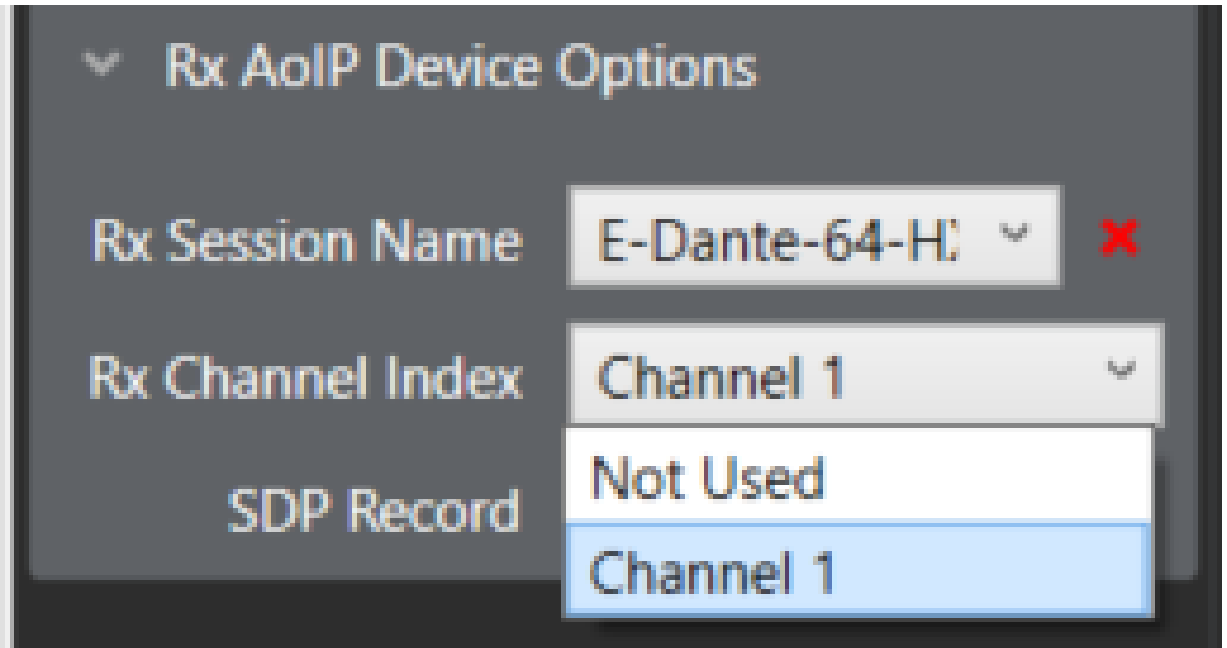 Rx AoIP Device Options
Rx Session Name E-Dante-64-H
Rx Channel Index Channel 1
Not Used
SDP Record
Channel 1